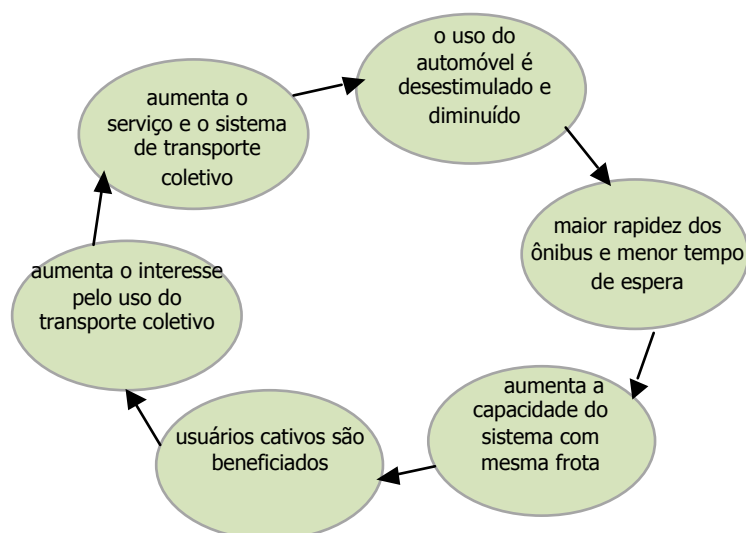 o uso do
automóvel é
desestimulado e
diminuído
aumenta o
serviço e o sistema
de transporte
coletivo
maior rapidez dos
ônibus e menor tempo
de espera
aumenta o interesse
pelo uso do
transporte coletivo
aumenta a
capacidade do
sistema com
mesma frota
usuários cativos são
beneficiados